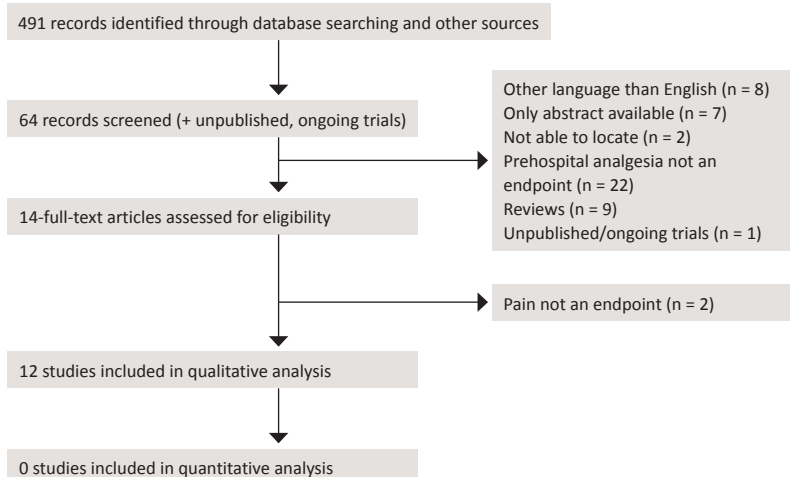 491 records identified through database searching and other sources
64 records screened (+ unpublished, ongoing trials)
Other language than English (n = 8)
Only abstract available (n = 7)
Not able to locate (n = 2)
Prehospital analgesia not an
endpoint (n = 22)
Reviews (n = 9)
Unpublished/ongoing trials (n = 1)
14-full-text articles assessed for eligibility
Pain not an endpoint (n = 2)
12 studies included in qualitative analysis
0 studies included in quantitative analysis